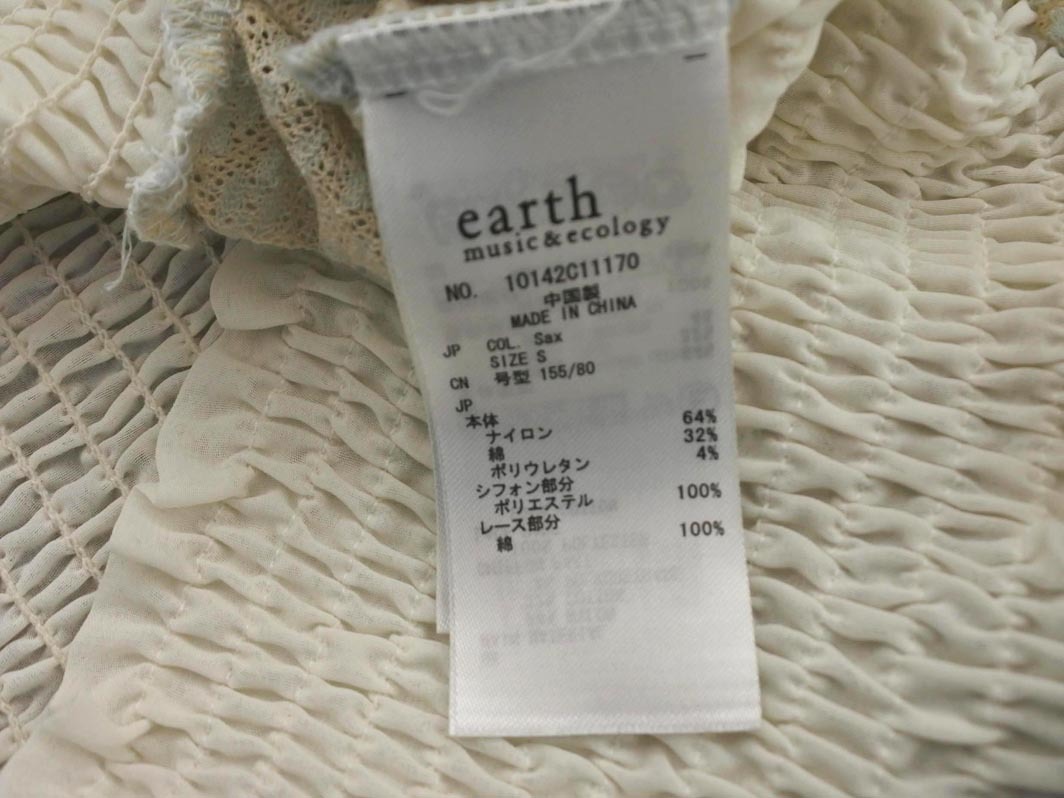 earth
music&ecology
NO. 10142C11170
中国製
MADE IN CHINA
JP COL. Sax
SIZE S
CN 号型 155/80
JP
本体
ナイロン 64%
綿 32%
ポリウレタン 4%
シフォン部分
ポリエステル 100%
レース部分
綿 100%